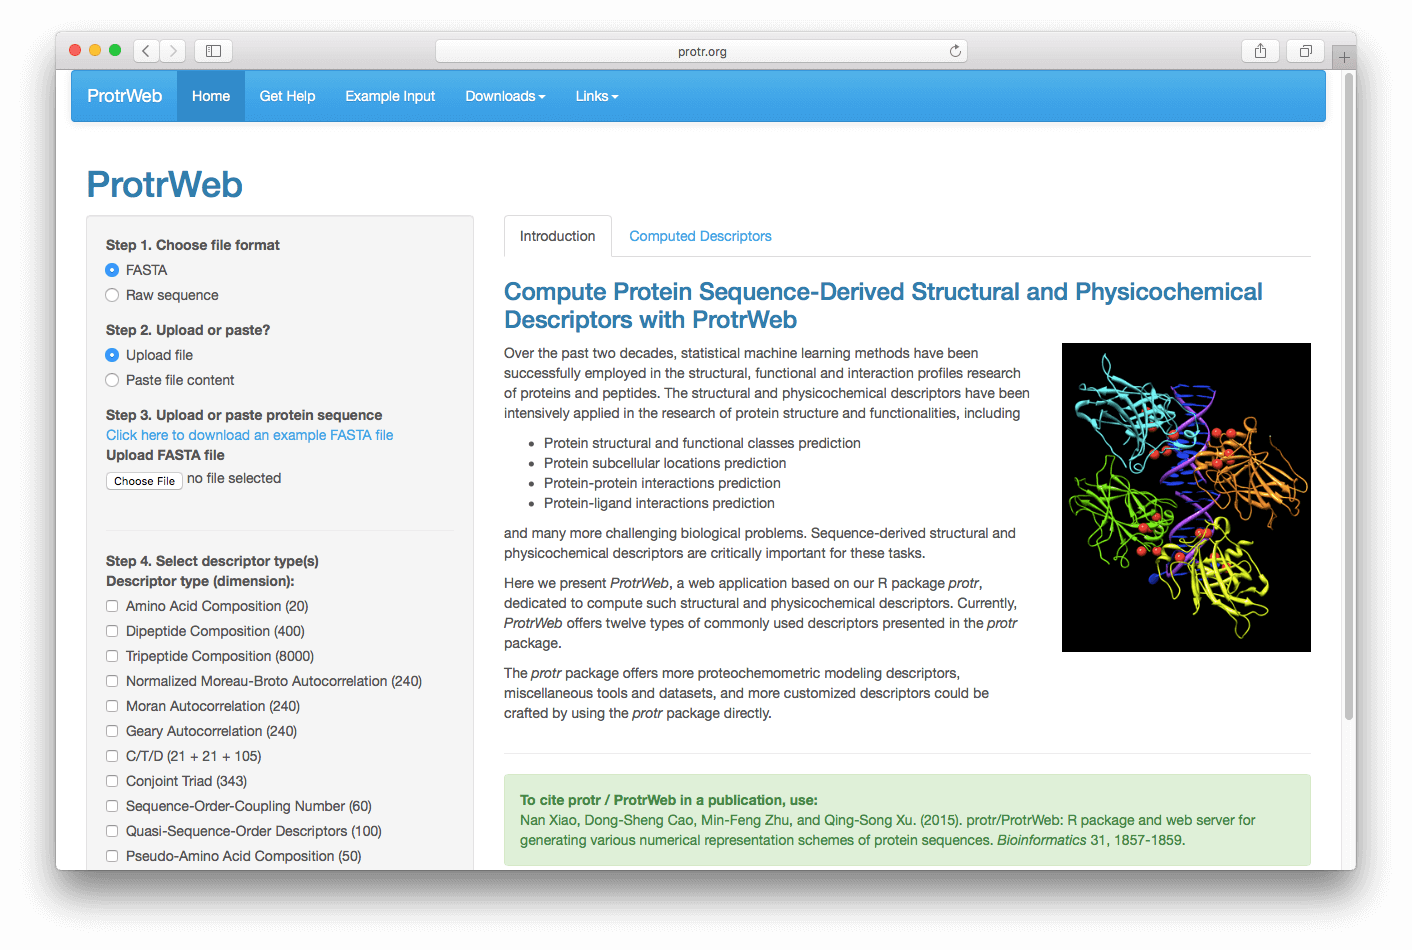 protr.org
ProtrWeb
Home
Get Help
Example Input
Downloads
Links
ProtrWeb
Step 1. Choose file format
FASTA
Raw sequence
Step 2. Upload or paste?
Upload file
Paste file content
Step 3. Upload or paste protein sequence
Click here to download an example FASTA file
Upload FASTA file
Choose File no file selected
Step 4. Select descriptor type(s)
Descriptor type (dimension):
Amino Acid Composition (20)
Dipeptide Composition (400)
Tripeptide Composition (8000)
Normalized Moreau-Broto Autocorrelation (240)
Moran Autocorrelation (240)
Geary Autocorrelation (240)
C/T/D (21 + 21 + 105)
Conjoint Triad (343)
Sequence-Order-Coupling Number (60)
Quasi-Sequence-Order Descriptors (100)
Pseudo-Amino Acid Composition (50)
Introduction
Computed Descriptors
Compute Protein Sequence-Derived Structural and Physicochemical
Descriptors with ProtrWeb
Over the past two decades, statistical machine learning methods have been
successfully employed in the structural, functional and interaction profiles research
of proteins and peptides. The structural and physicochemical descriptors have been
intensively applied in the research of protein structure and functionalities, including
• Protein structural and functional classes prediction
• Protein subcellular locations prediction
• Protein-protein interactions prediction
• Protein-ligand interactions prediction
and many more challenging biological problems. Sequence-derived structural and
physicochemical descriptors are critically important for these tasks.
Here we present ProtrWeb, a web application based on our R package protr,
dedicated to compute such structural and physicochemical descriptors. Currently,
ProtrWeb offers twelve types of commonly used descriptors presented in the protr
package.
The protr package offers more proteochemometric modeling descriptors,
miscellaneous tools and datasets, and more customized descriptors could be
crafted by using the protr package directly.
To cite protr / ProtrWeb in a publication, use:
Nan Xiao, Dong-Sheng Cao, Min-Feng Zhu, and Qing-Song Xu. (2015). protr/ProtrWeb: R package and web server for
generating various numerical representation schemes of protein sequences. Bioinformatics 31, 1857-1859.